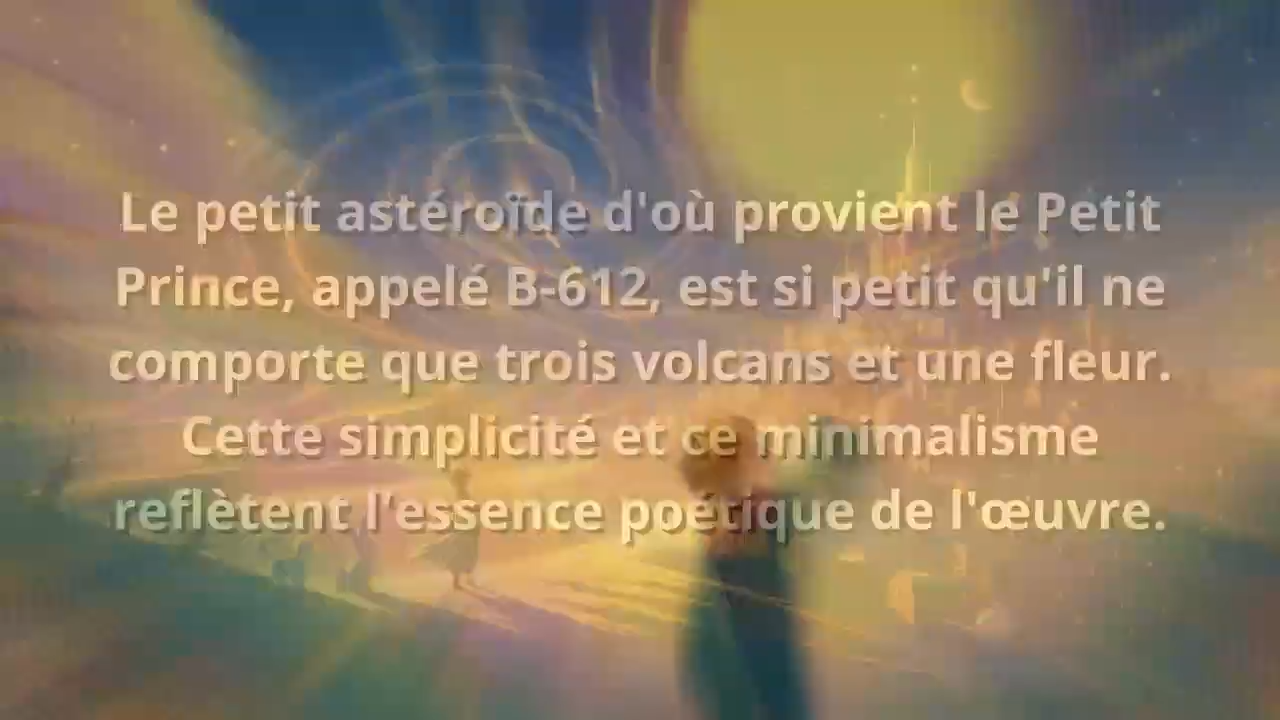 Le petit astéroïde d'où provient le Petit
Prince, appelé B-612, est si petit qu'il ne
comporte que trois volcans et une fleur.
Cette simplicité et ce minimalisme
reflètent l'essence poétique de l'œuvre.